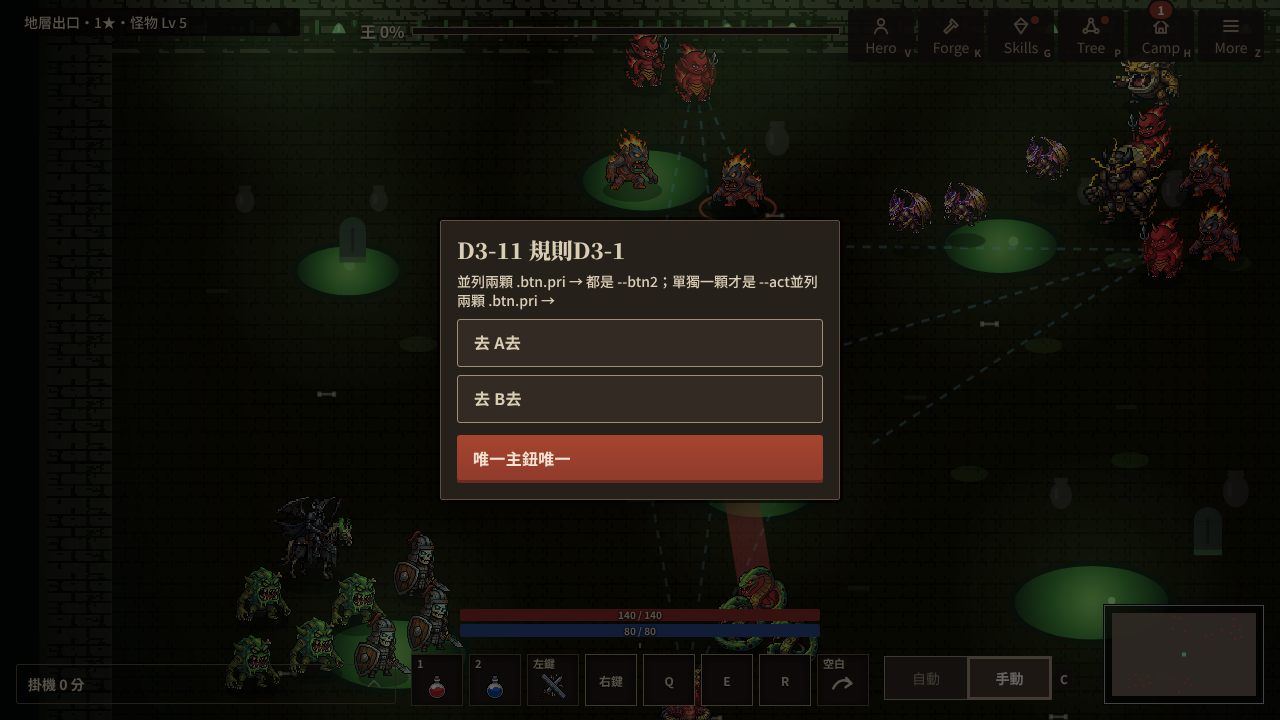 地層出口・1★・怪物 Lv 5
王 0%
1
Hero V
Forge K
Skills G
Tree P
Camp H
More Z
D3-11 規則D3-1
並列兩顆 .btn.pri → 都是 --btn2；單獨一顆才是 --act並列
兩顆 .btn.pri →
去 A去
去 B去
唯一主鈕唯一
140 / 140
80 / 80
掛機 0 分
1
2
左鍵
右鍵
Q
E
R
空白
自動
手動
C